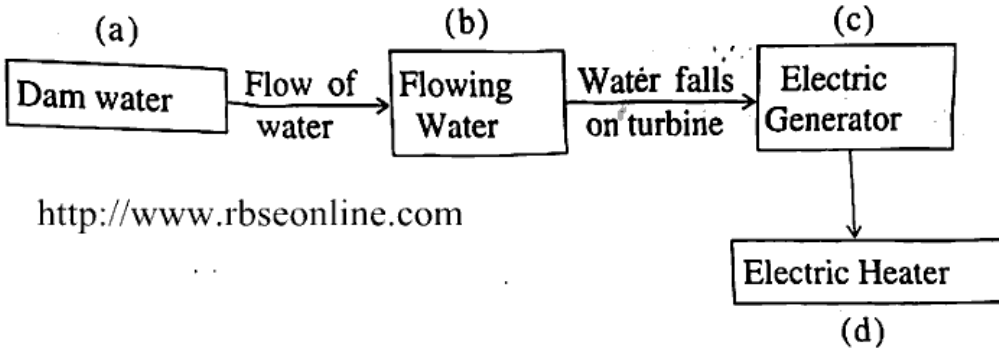 (a)
Dam water
Flow of
water
(b)
Flowing
Water
Water falls
on turbine
(c)
Electric
Generator
http://www.rbseonline.com
Electric Heater
(d)